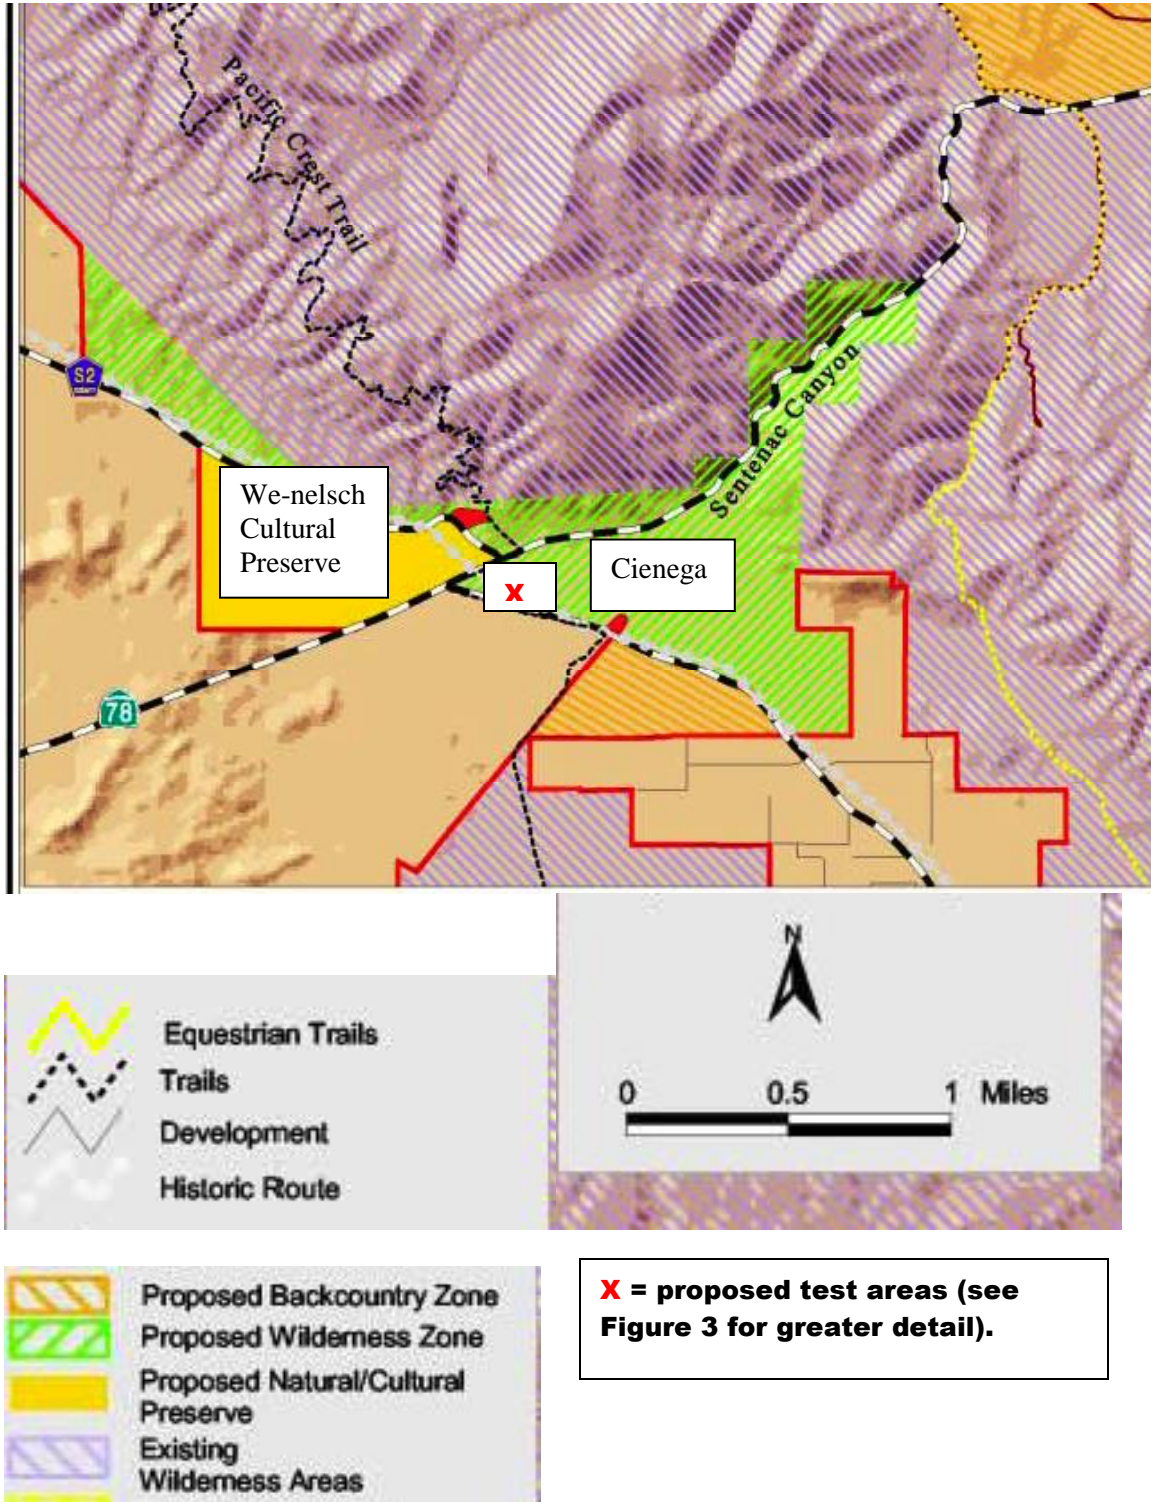 Pacific Crest Trail
S2
Sentenac Canyon
We-nelsch
Cultural
Preserve
Cienega
X
78
N
0 0.5 1 Miles
Equestrian Trails
Trails
Development
Historic Route
Proposed Backcountry Zone
Proposed Wilderness Zone
Proposed Natural/Cultural
Preserve
Existing
Wilderness Areas
X = proposed test areas (see
Figure 3 for greater detail).